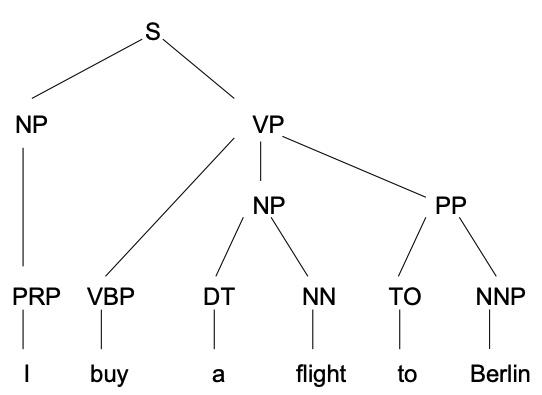 S
NP VP
NP PP
PRP VBP DT NN TO NNP
I buy a flight to Berlin